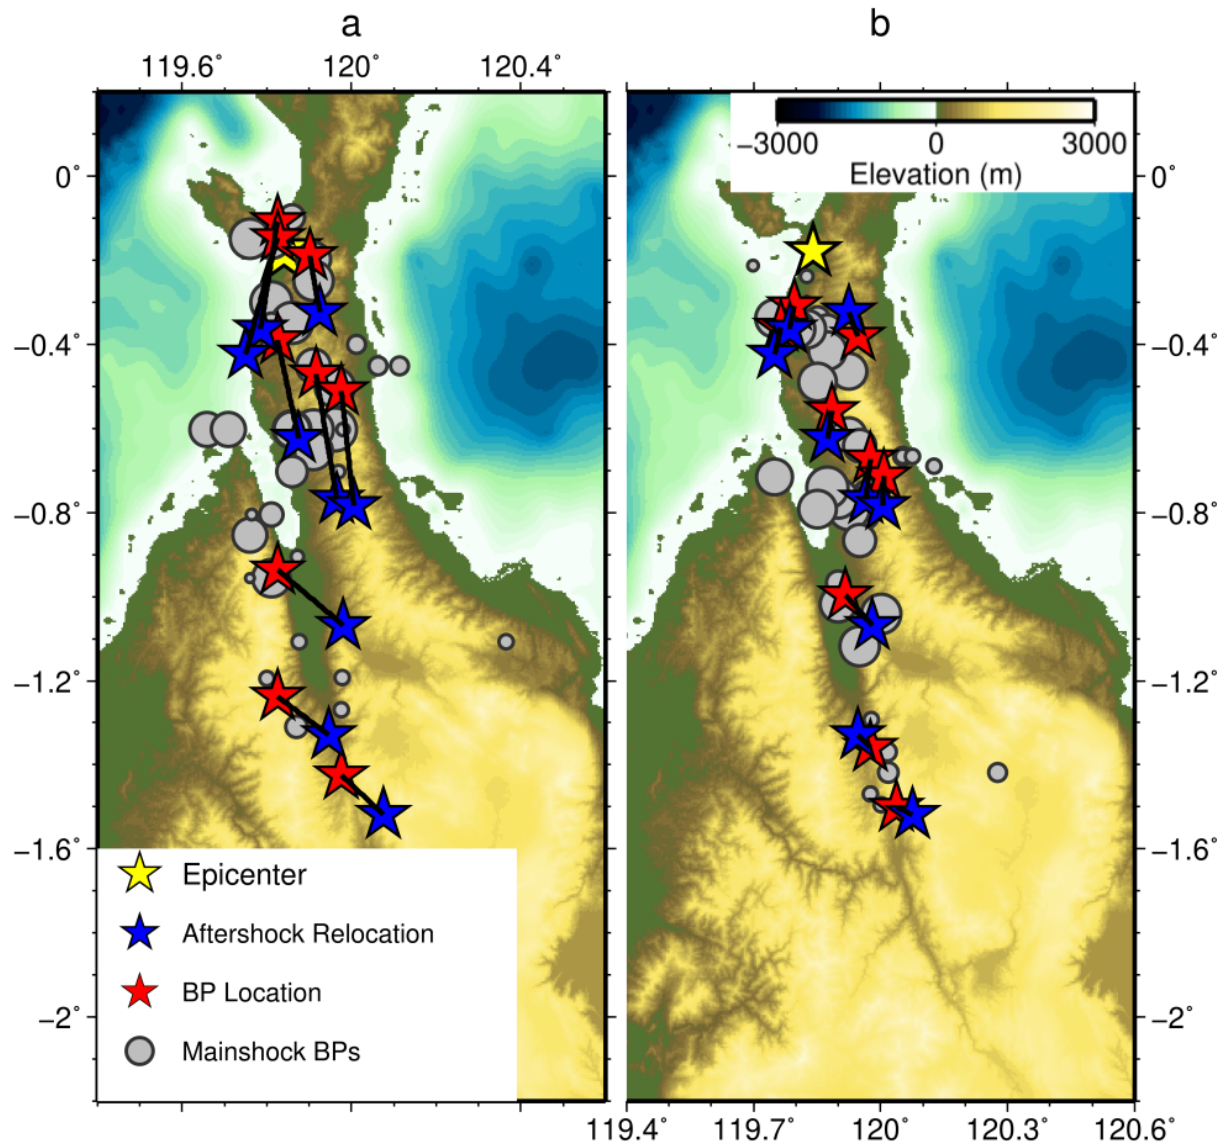 a
b
119.6˚ 120˚ 120.4˚
−3000 0 3000
Elevation (m)
0˚ 0˚
−0.4˚ −0.4˚
−0.8˚ −0.8˚
−1.2˚ −1.2˚
−1.6˚ −1.6˚
−2˚ −2˚
Epicenter
Aftershock Relocation
BP Location
Mainshock BPs
119.4˚ 119.7˚ 120˚ 120.3˚ 120.6˚